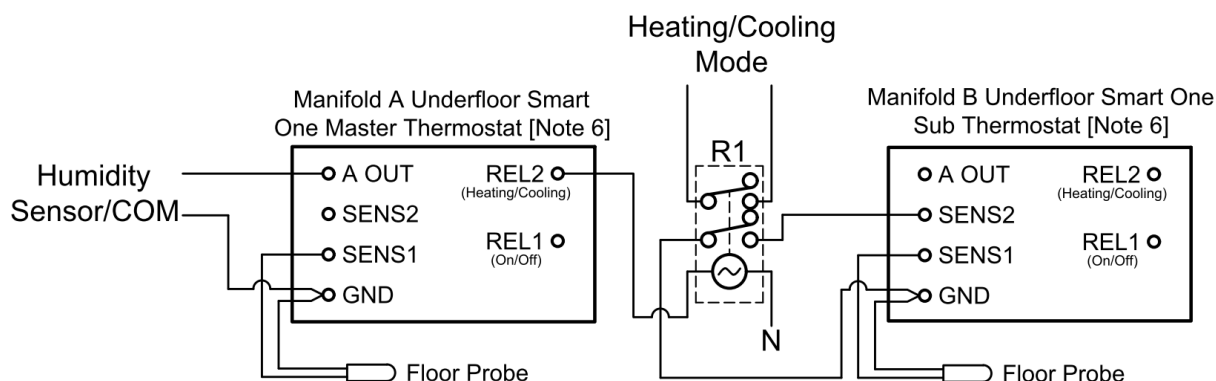 Heating/Cooling
Mode
Manifold A Underfloor Smart
One Master Thermostat [Note 6]
Manifold B Underfloor Smart One
Sub Thermostat [Note 6]
R1
Humidity
Sensor/COM
A OUT
REL2
(Heating/Cooling)
SENS2
REL1
(On/Off)
SENS1
GND
Floor Probe
N
A OUT
REL2
(Heating/Cooling)
SENS2
REL1
(On/Off)
SENS1
GND
Floor Probe